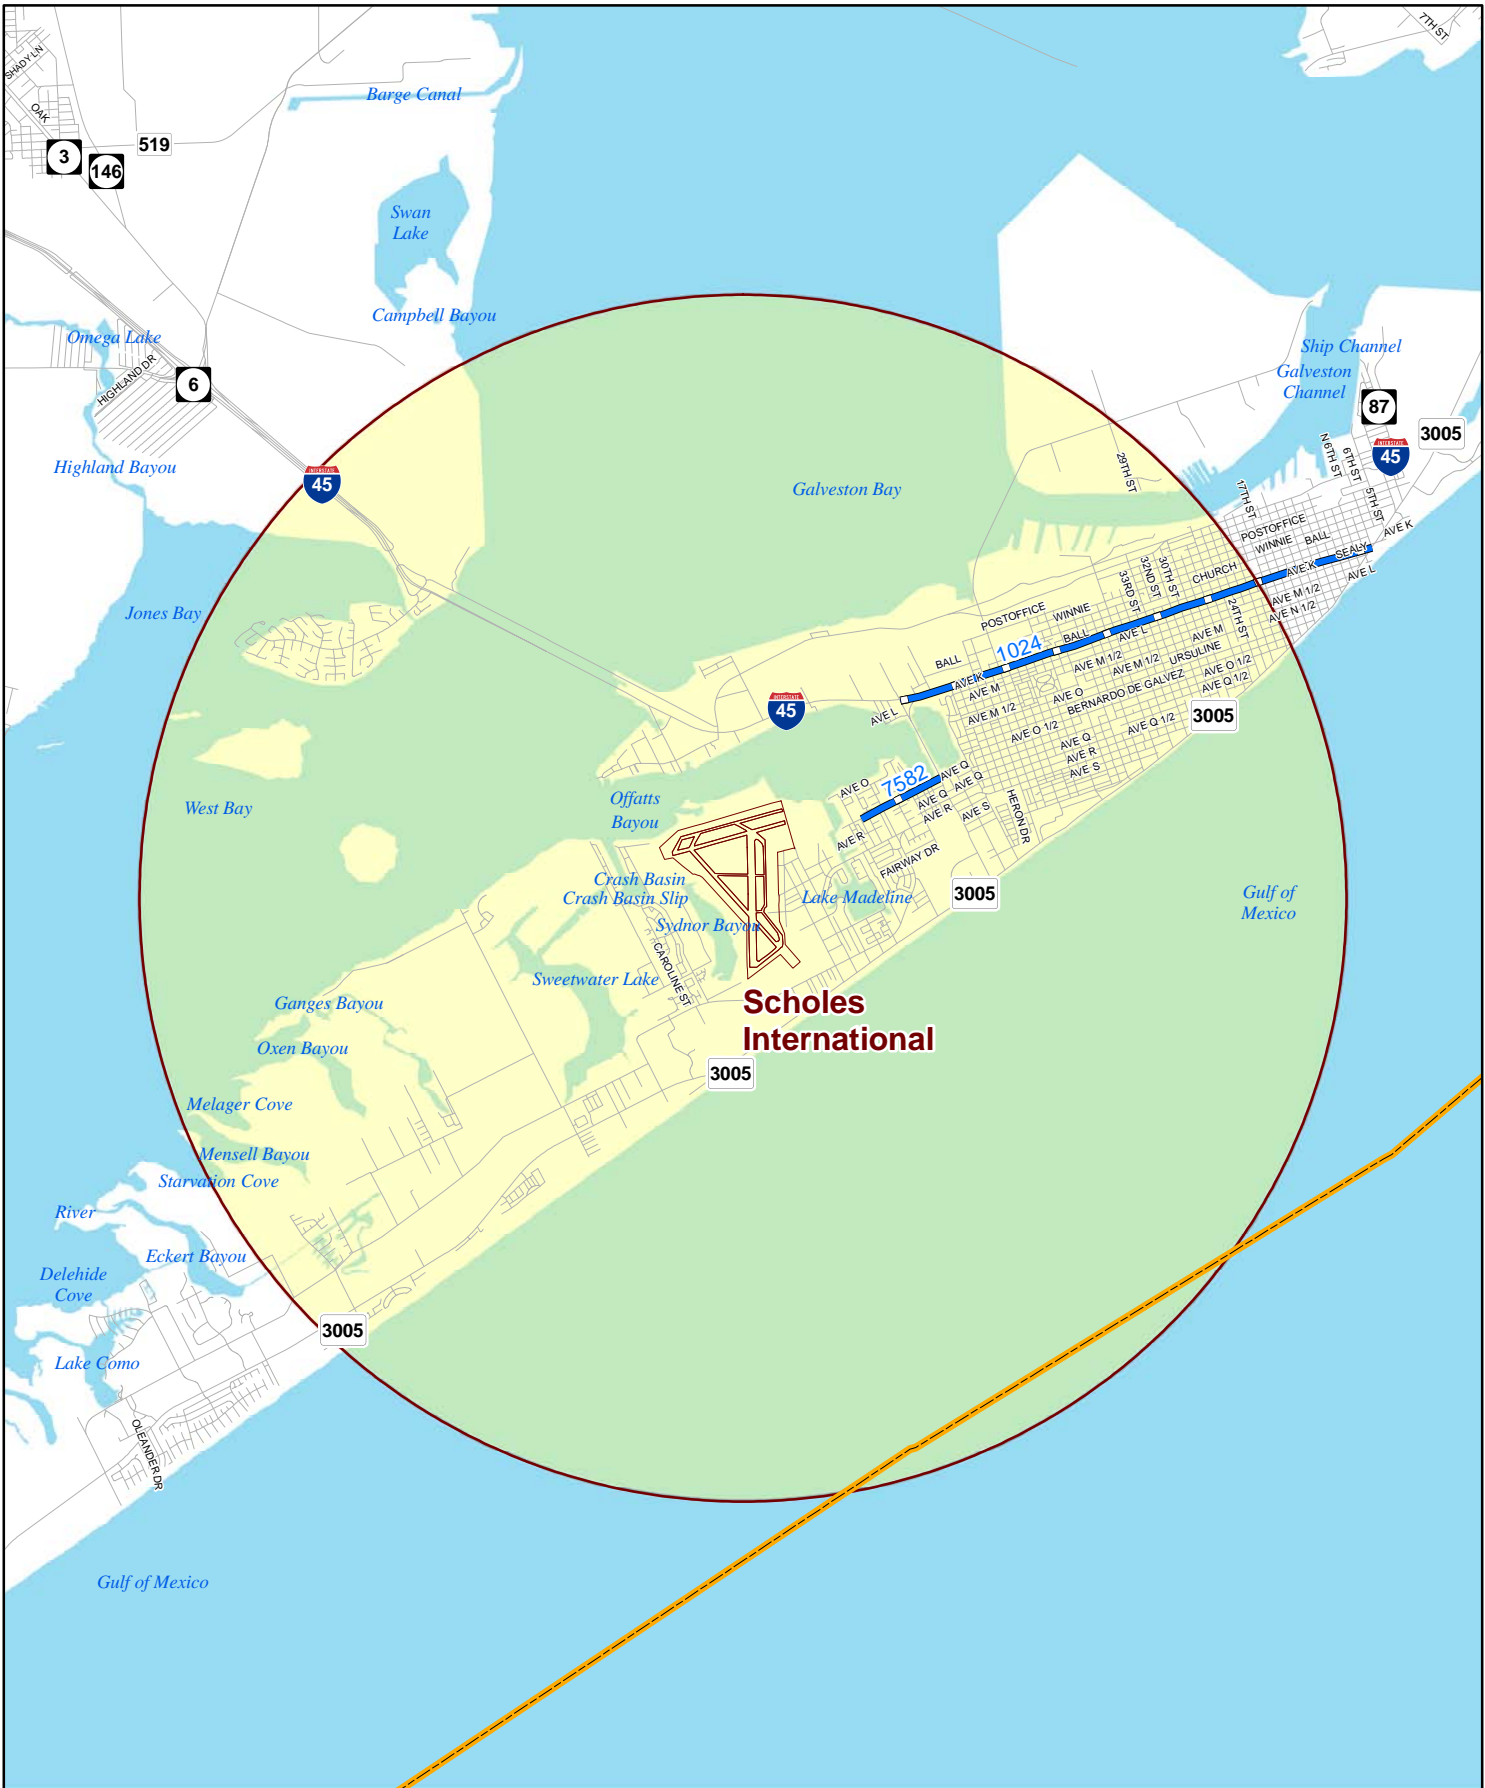 7TH ST
SHADY LN
Barge Canal
OAK
519
3
146
Swan
Lake
Campbell Bayou
Omega Lake
HIGHLAND DR
6
Ship Channel
Galveston
Channel
87
3005
INTERSTATE
45
N 6TH ST
6TH ST
5TH ST
Highland Bayou
INTERSTATE
45
Galveston Bay
29TH ST
17TH ST
POSTOFFICE
WINNIE
BALL
SEALY
AVE K
AVE K
AVE L
AVE M 1/2
AVE N 1/2
CHURCH
30TH ST
32ND ST
33RD ST
24TH ST
Jones Bay
POSTOFFICE
WINNIE
BALL
AVE L
1024
BALL
AVE K
AVE M
AVE M 1/2
AVE M
AVE M 1/2
AVE M 1/2
URSULINE
AVE O 1/2
AVE Q 1/2
AVE O
BERNARDO DE GALVEZ
AVE L
INTERSTATE
45
AVE O 1/2
AVE Q 1/2
3005
AVE Q
AVE R
AVE S
West Bay
Offatts
Bayou
AVE O
7582
AVE Q
AVE Q
AVE Q
AVE R
AVE S
HERON DR
AVE R
FAIRWAY DR
Crash Basin
Crash Basin Slip
Lake Madeline
3005
Gulf of
Mexico
Sydnor Bayou
CAROLINE ST
Sweetwater Lake
Ganges Bayou
Scholes
International
Oxen Bayou
3005
Melager Cove
Mensell Bayou
Starvation Cove
River
Eckert Bayou
Delehide
Cove
3005
Lake Como
OLEANDER DR
Gulf of Mexico